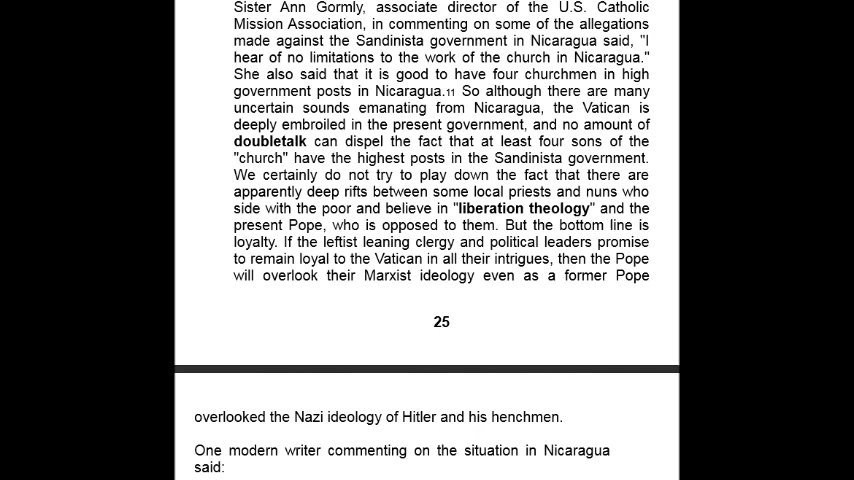 Sister Ann Gormly, associate director of the U.S. Catholic
Mission Association, in commenting on some of the allegations
made against the Sandinista government in Nicaragua said, "I
hear of no limitations to the work of the church in Nicaragua."
She also said that it is good to have four churchmen in high
government posts in Nicaragua.11 So although there are many
uncertain sounds emanating from Nicaragua, the Vatican is
deeply embroiled in the present government, and no amount of
doubletalk can dispel the fact that at least four sons of the
"church" have the highest posts in the Sandinista government.
We certainly do not try to play down the fact that there are
apparently deep rifts between some local priests and nuns who
side with the poor and believe in "liberation theology" and the
present Pope, who is opposed to them. But the bottom line is
loyalty. If the leftist leaning clergy and political leaders promise
to remain loyal to the Vatican in all their intrigues, then the Pope
will overlook their Marxist ideology even as a former Pope
25
overlooked the Nazi ideology of Hitler and his henchmen.
One modern writer commenting on the situation in Nicaragua
said: